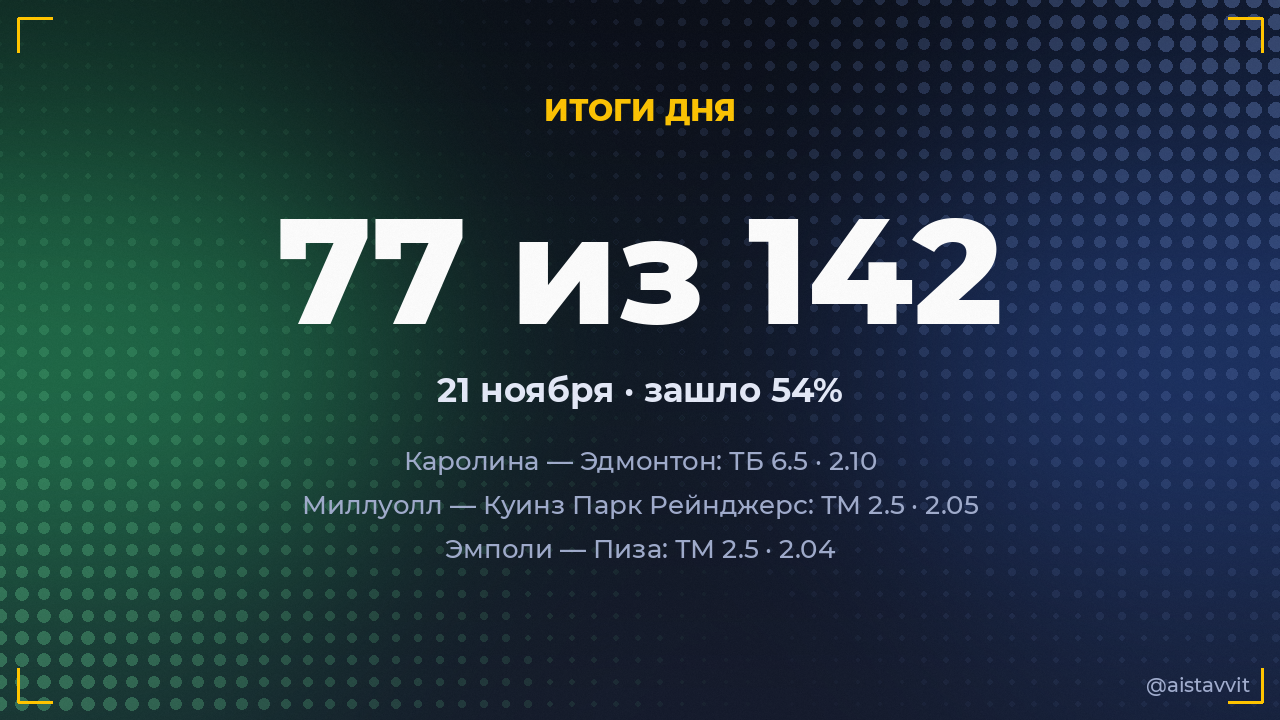 ИТОГИ ДНЯ
77 из 142
21 ноября · зашло 54%
Каролина — Эдмонтон: ТБ 6.5 · 2.10
Миллуолл — Куинз Парк Рейнджерс: ТМ 2.5 · 2.05
Эмполи — Пиза: ТМ 2.5 · 2.04
@aistavvit